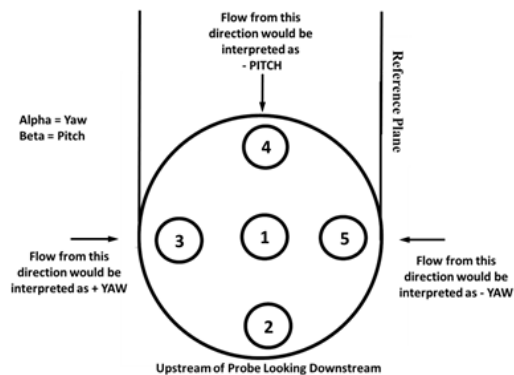 Flow from this
direction would be
interpreted as
- PITCH
Reference Plane
Alpha = Yaw
Beta = Pitch
4
3
1
5
Flow from this
direction would be
interpreted as + YAW
Flow from this
direction would be
interpreted as - YAW
2
Upstream of Probe Looking Downstream